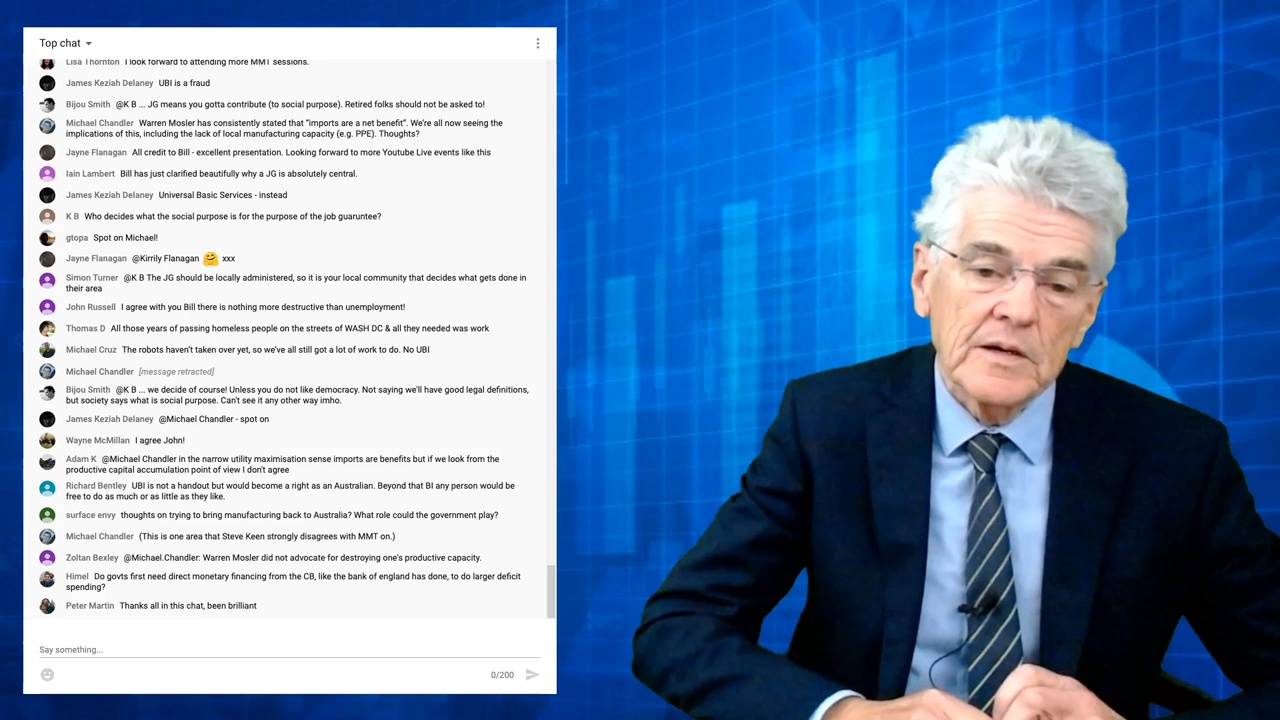 Top chat
Lisa Thornton I look forward to attending more MMT sessions.
James Keziah Delaney UBI is a fraud
Bijou Smith @K B ... JG means you gotta contribute (to social purpose). Retired folks should not be asked to!
Michael Chandler Warren Mosler has consistently stated that “imports are a net benefit”. We’re all now seeing the
implications of this, including the lack of local manufacturing capacity (e.g. PPE). Thoughts?
Jayne Flanagan All credit to Bill - excellent presentation. Looking forward to more Youtube Live events like this
Iain Lambert Bill has just clarified beautifully why a JG is absolutely central.
James Keziah Delaney Universal Basic Services - instead
K B Who decides what the social purpose is for the purpose of the job guaruntee?
gtopa Spot on Michael!
Jayne Flanagan @Kirrily Flanagan 🤗 xxx
Simon Turner @K B The JG should be locally administered, so it is your local community that decides what gets done in
their area
John Russell I agree with you Bill there is nothing more destructive than unemployment!
Thomas D All those years of passing homeless people on the streets of WASH DC & all they needed was work
Michael Cruz The robots haven’t taken over yet, so we’ve all still got a lot of work to do. No UBI
Michael Chandler [message retracted]
Bijou Smith @K B ... we decide of course! Unless you do not like democracy. Not saying we'll have good legal definitions,
but society says what is social purpose. Can't see it any other way imho.
James Keziah Delaney @Michael Chandler - spot on
Wayne McMillan I agree John!
Adam K @Michael Chandler in the narrow utility maximisation sense imports are benefits but if we look from the
productive capital accumulation point of view I don't agree
Richard Bentley UBI is not a handout but would become a right as an Australian. Beyond that BI any person would be
free to do as much or as little as they like.
surface envy thoughts on trying to bring manufacturing back to Australia? What role could the government play?
Michael Chandler (This is one area that Steve Keen strongly disagrees with MMT on.)
Zoltan Bexley @Michael.Chandler: Warren Mosler did not advocate for destroying one's productive capacity.
Himel Do govts first need direct monetary financing from the CB, like the bank of england has done, to do larger deficit
spending?
Peter Martin Thanks all in this chat, been brilliant
Say something...
0/200